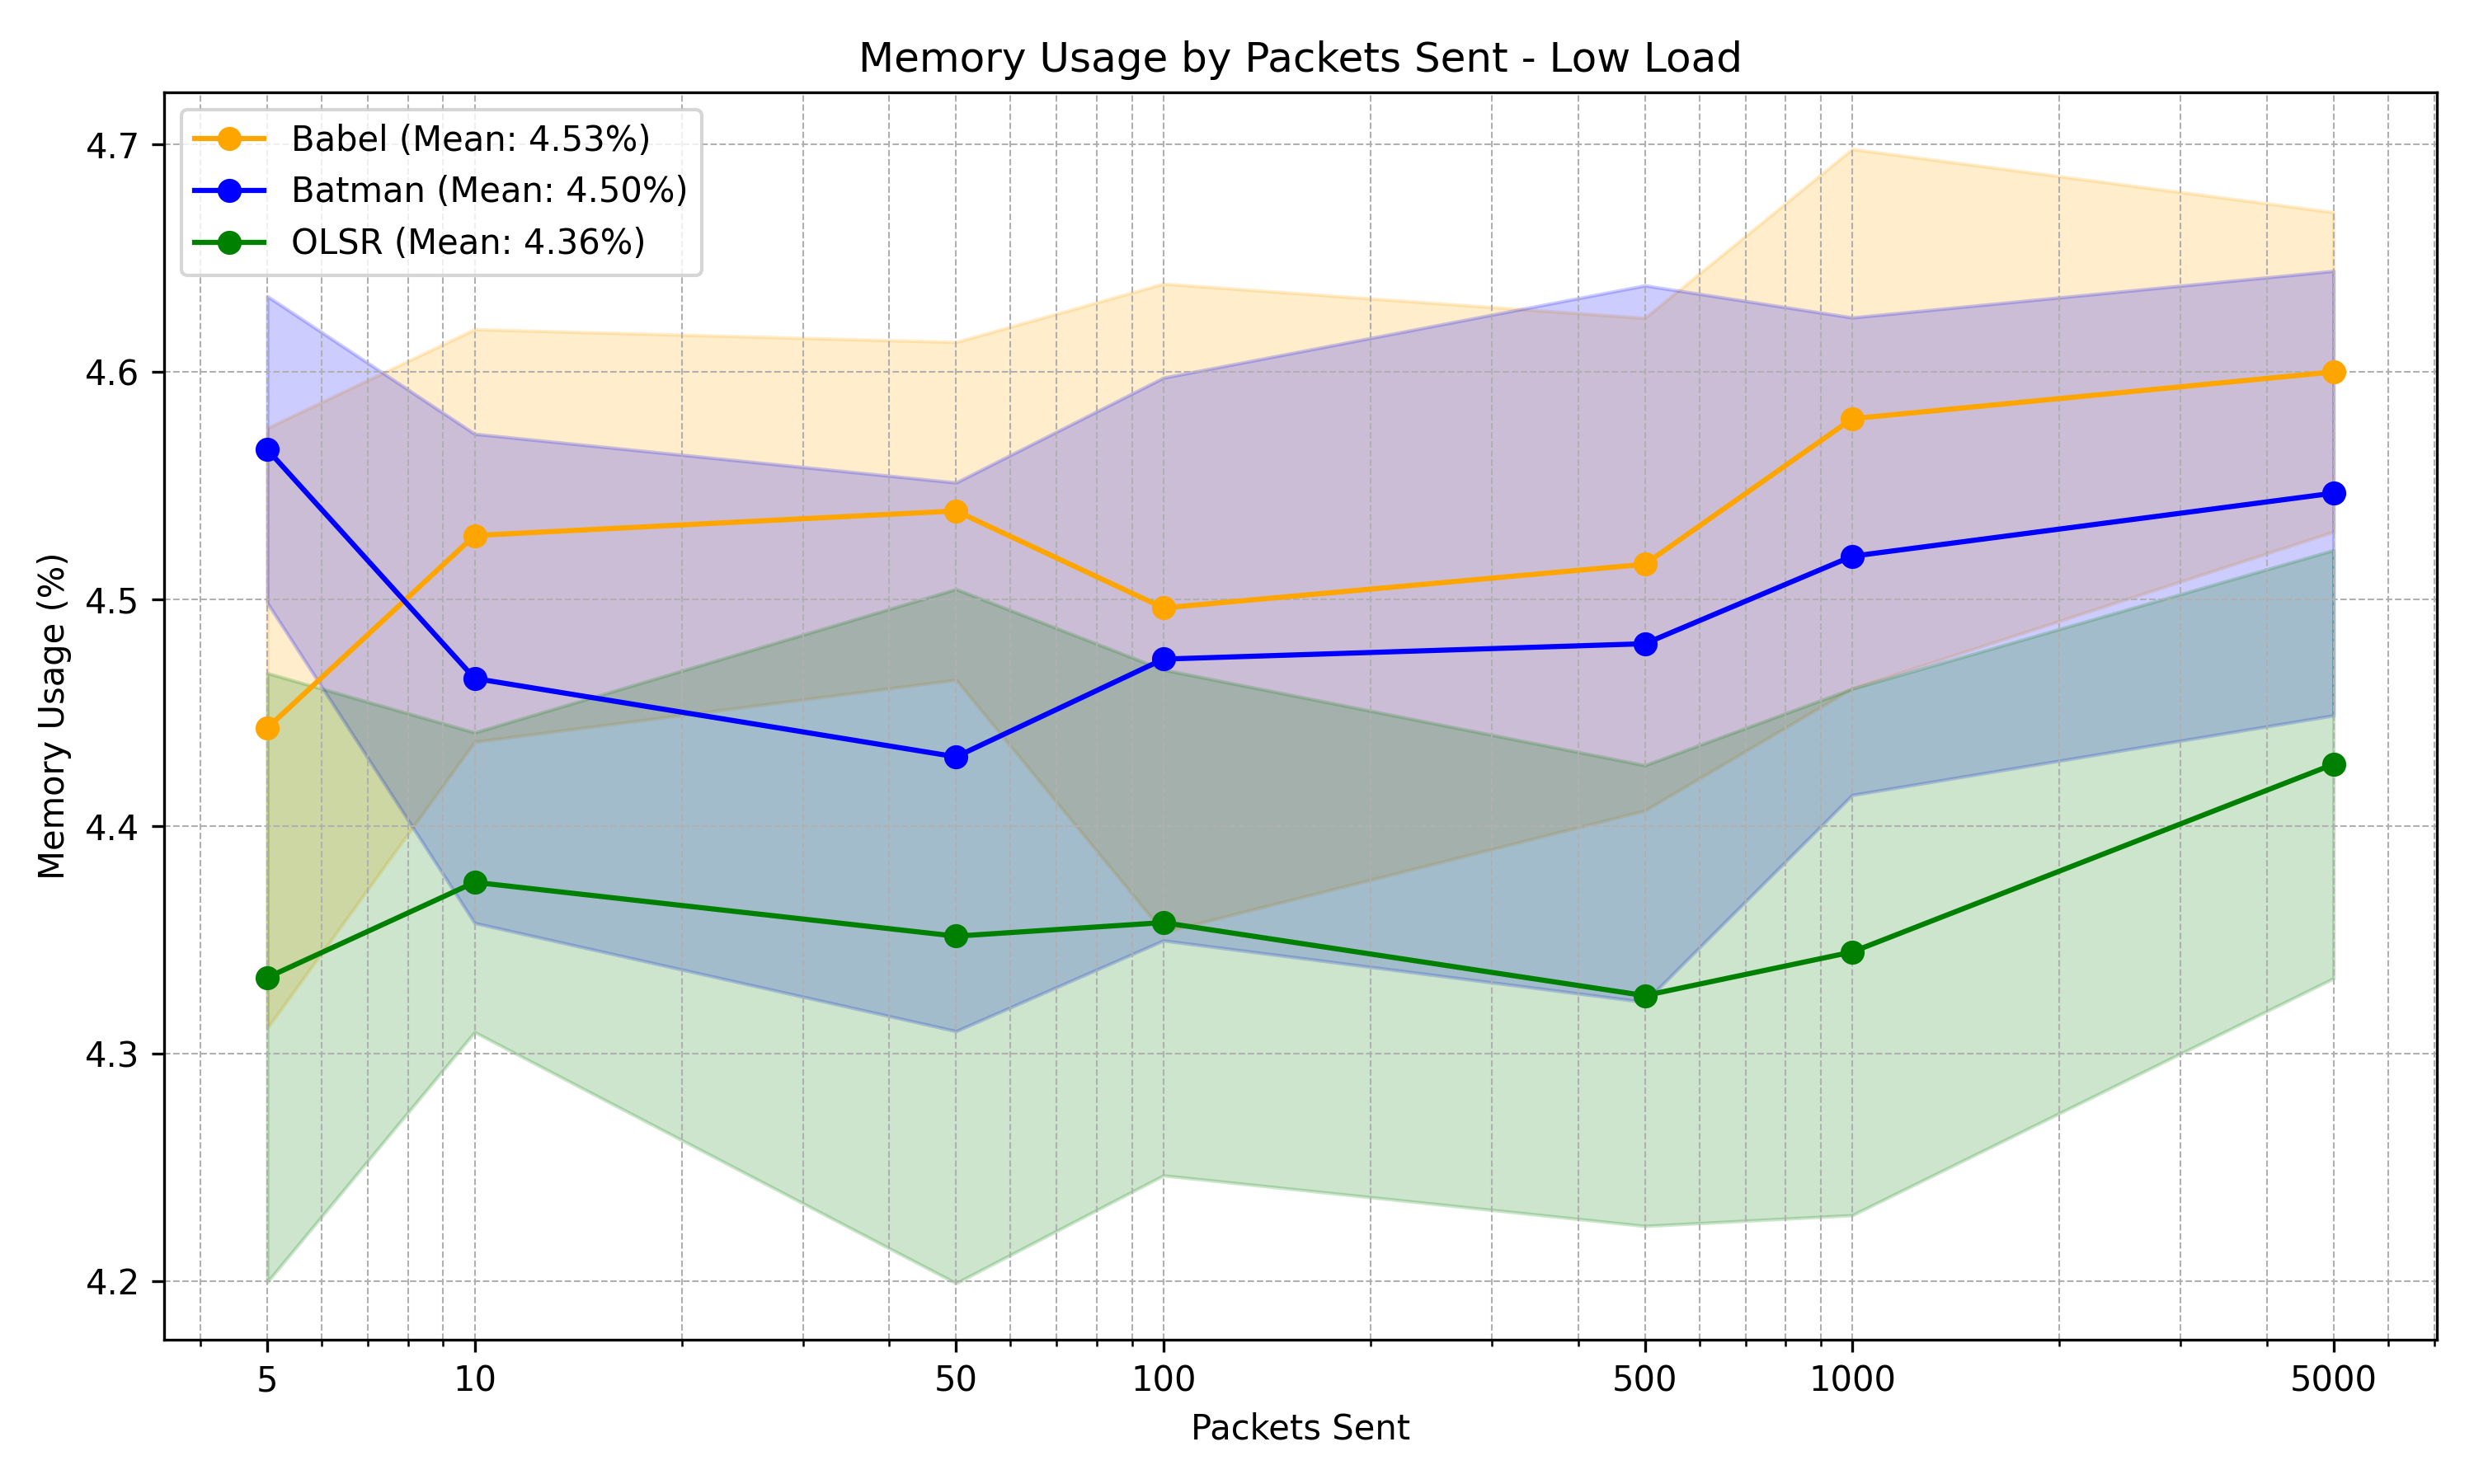 Memory Usage by Packets Sent - Low Load
Babel (Mean: 4.53%)
Batman (Mean: 4.50%)
OLSR (Mean: 4.36%)
Memory Usage (%)
4.7
4.6
4.5
4.4
4.3
4.2
5 10 50 100 500 1000 5000
Packets Sent